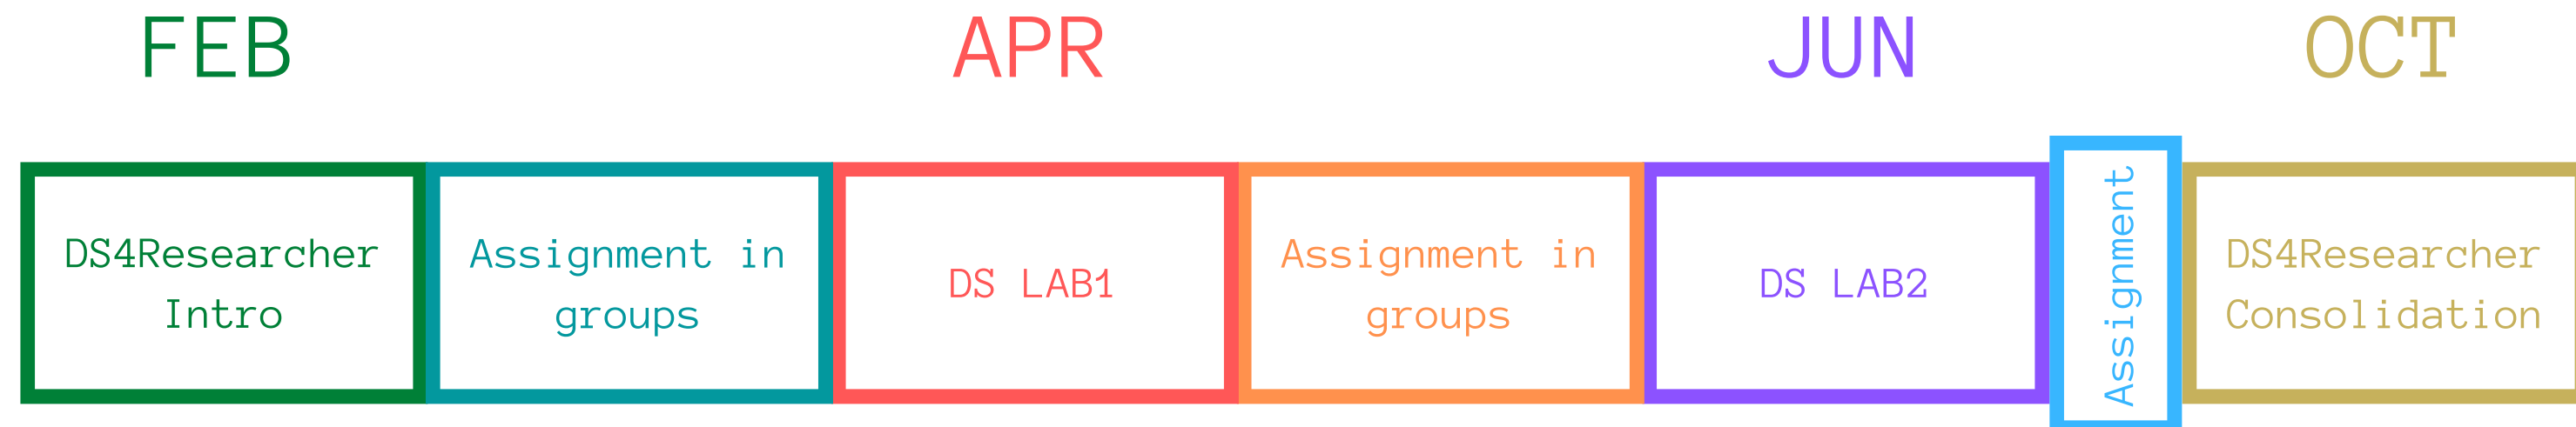 FEB
APR
JUN
OCT
DS4Researcher
Intro
Assignment in
groups
DS LAB1
Assignment in
groups
DS LAB2
Assignment
DS4Researcher
Consolidation